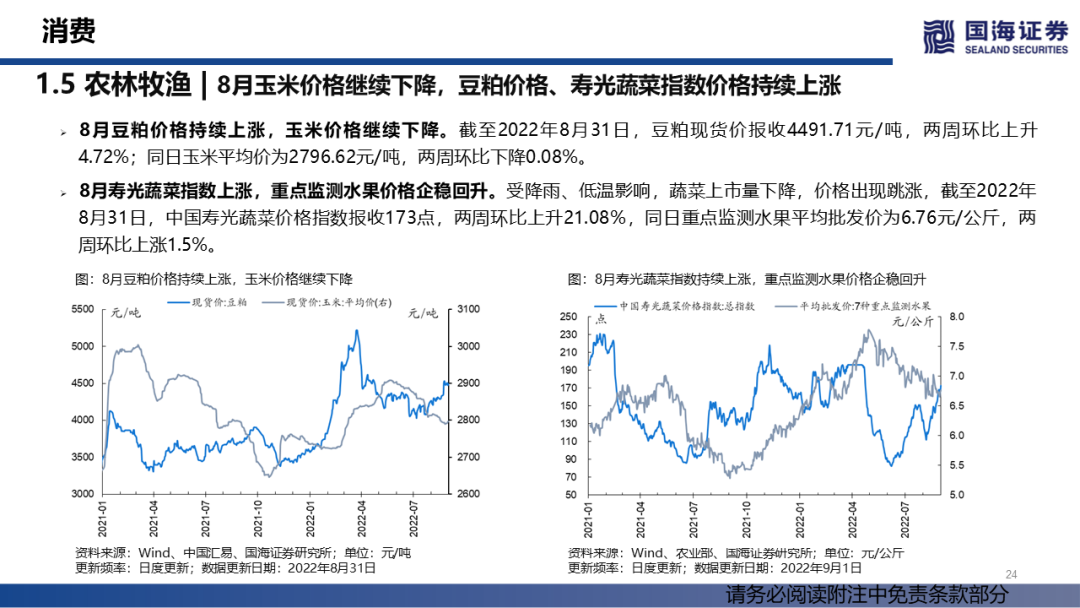 消费
国海证券
SEALAND SECURITIES
1.5 农林牧渔 | 8月玉米价格继续下降，豆粕价格、寿光蔬菜指数价格持续上涨
➢ 8月豆粕价格持续上涨，玉米价格继续下降。截至2022年8月31日，豆粕现货价报收4491.71元/吨，两周环比上升
4.72%；同日玉米平均价为2796.62元/吨，两周环比下降0.08%。
➢ 8月寿光蔬菜指数上涨，重点监测水果价格企稳回升。受降雨、低温影响，蔬菜上市量下降，价格出现跳涨，截至2022年
8月31日，中国寿光蔬菜价格指数报收173点，两周环比上升21.08%，同日重点监测水果平均批发价为6.76元/公斤，两
周环比上涨1.5%。
图：8月豆粕价格持续上涨，玉米价格继续下降
现货价:豆粕
现货价:玉米:平均价(右)
元/吨
元/吨
5500
5000
4500
4000
3500
3000
3100
3000
2900
2800
2700
2600
2021-01
2021-04
2021-07
2021-10
2022-01
2022-04
2022-07
资料来源：Wind、中国汇易、国海证券研究所；单位：元/吨
更新频率：日度更新；数据更新日期：2022年8月31日
图：8月寿光蔬菜指数持续上涨，重点监测水果价格企稳回升
中国寿光蔬菜价格指数:总指数
平均批发价:7种重点监测水果
点
元/公斤
250
230
210
190
170
150
130
110
90
70
50
8.0
7.5
7.0
6.5
6.0
5.5
5.0
2021-01
2021-04
2021-07
2021-10
2022-01
2022-04
2022-07
资料来源：Wind、农业部、国海证券研究所；单位：元/公斤
更新频率：日度更新；数据更新日期：2022年9月1日
24
请务必阅读附注中免责条款部分